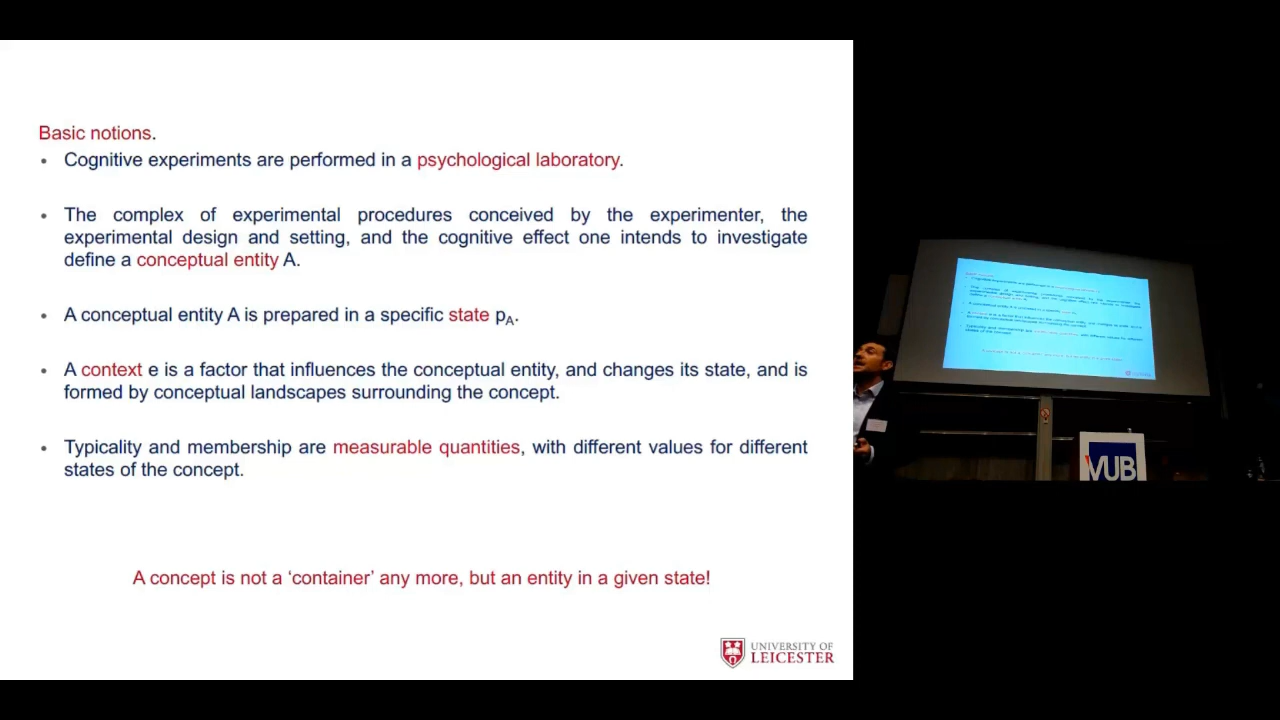 Basic notions.
• Cognitive experiments are performed in a psychological laboratory.
• The complex of experimental procedures conceived by the experimenter, the
experimental design and setting, and the cognitive effect one intends to investigate
define a conceptual entity A.
• A conceptual entity A is prepared in a specific state pA.
• A context e is a factor that influences the conceptual entity, and changes its state, and is
formed by conceptual landscapes surrounding the concept.
• Typicality and membership are measurable quantities, with different values for different
states of the concept.
A concept is not a ‘container’ any more, but an entity in a given state!
UNIVERSITY OF
LEICESTER
VUB